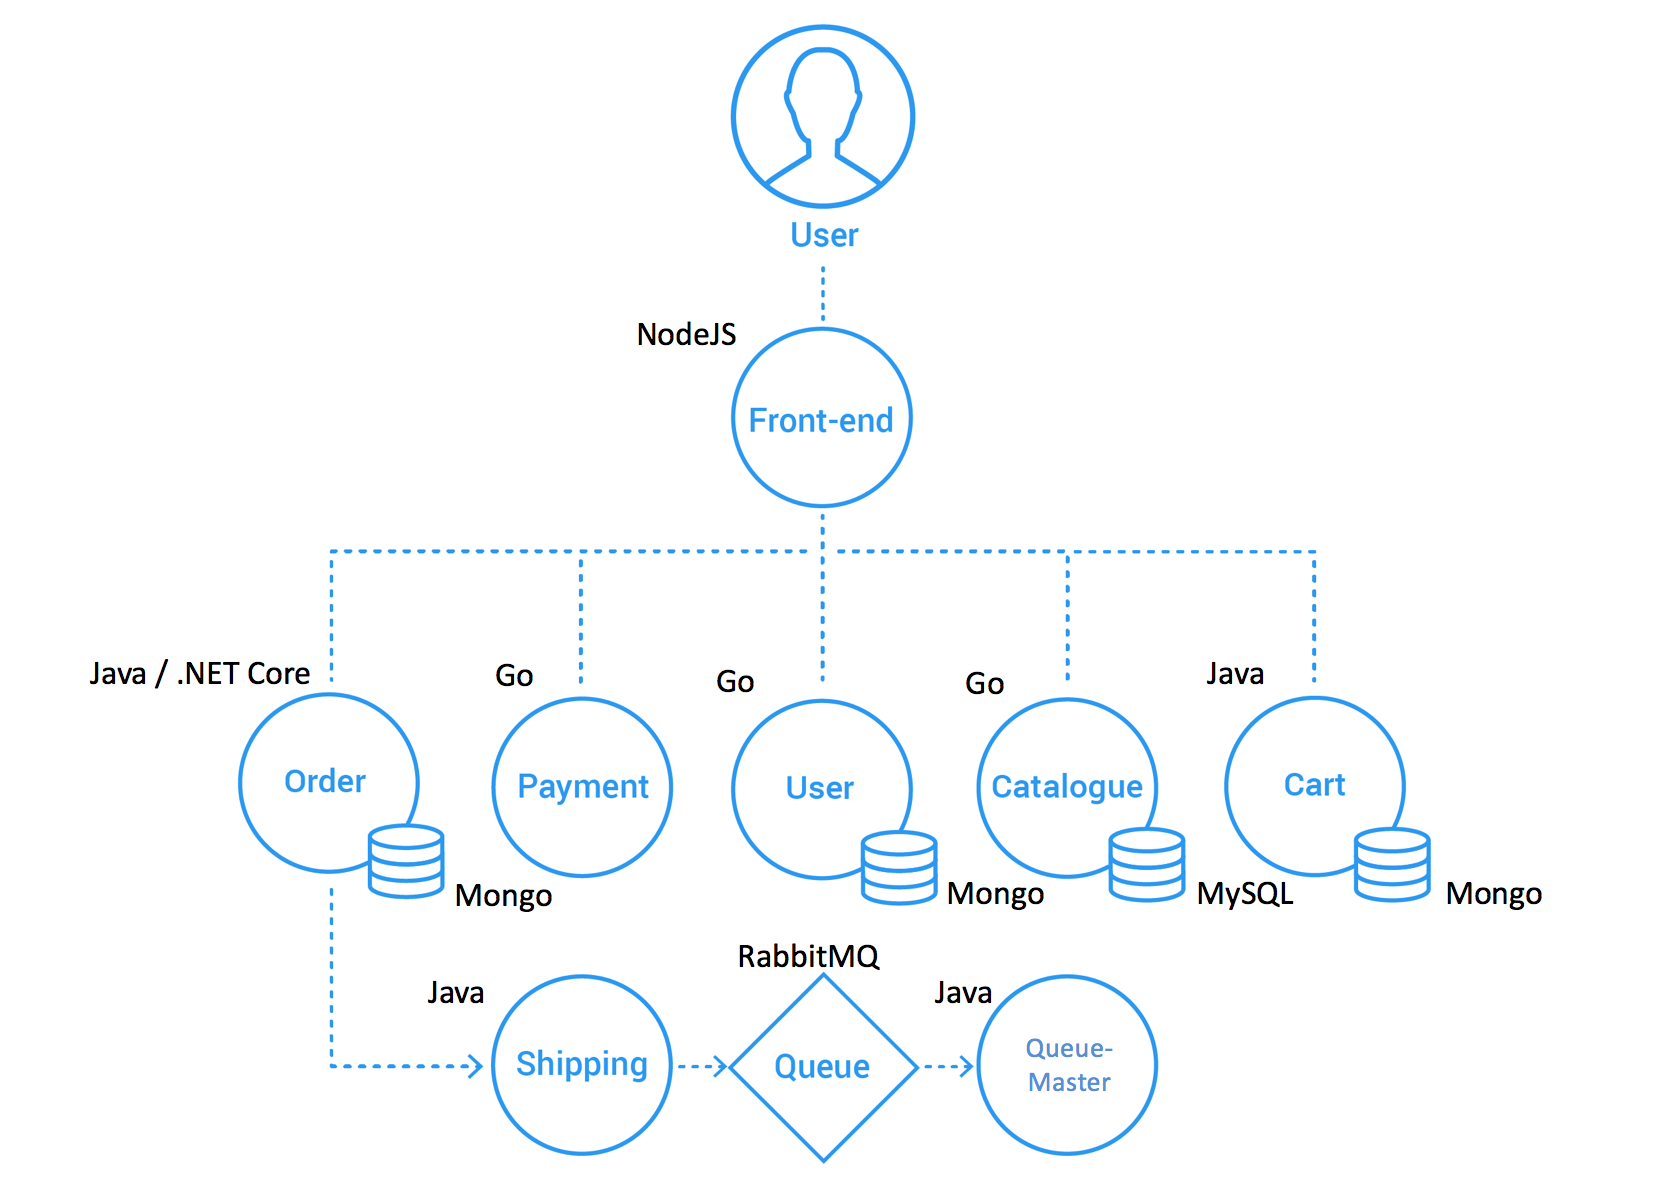 User
NodeJS
Front-end
Java / .NET Core
Go
Go
Go
Java
Order
Payment
User
Catalogue
Cart
Mongo
Mongo
MySQL
Mongo
RabbitMQ
Java
Java
Shipping
Queue
Queue-
Master